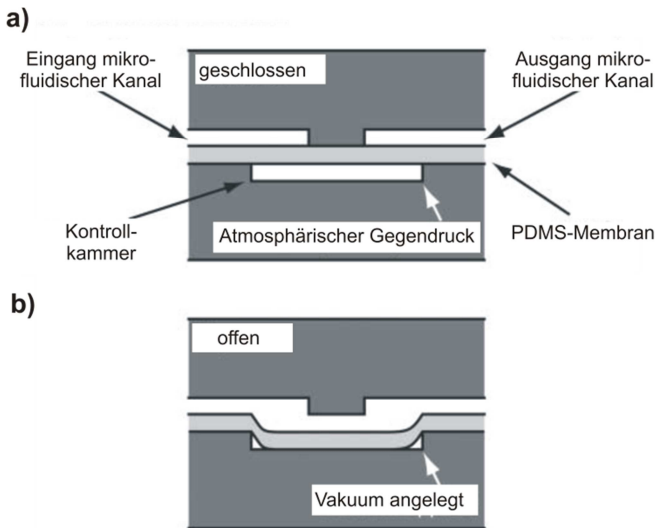 a)
Eingang mikro-
fluidischer Kanal
geschlossen
Ausgang mikro-
fluidischer Kanal
Kontroll-
kammer
Atmosphärischer Gegendruck
PDMS-Membran
b)
offen
Vakuum angelegt